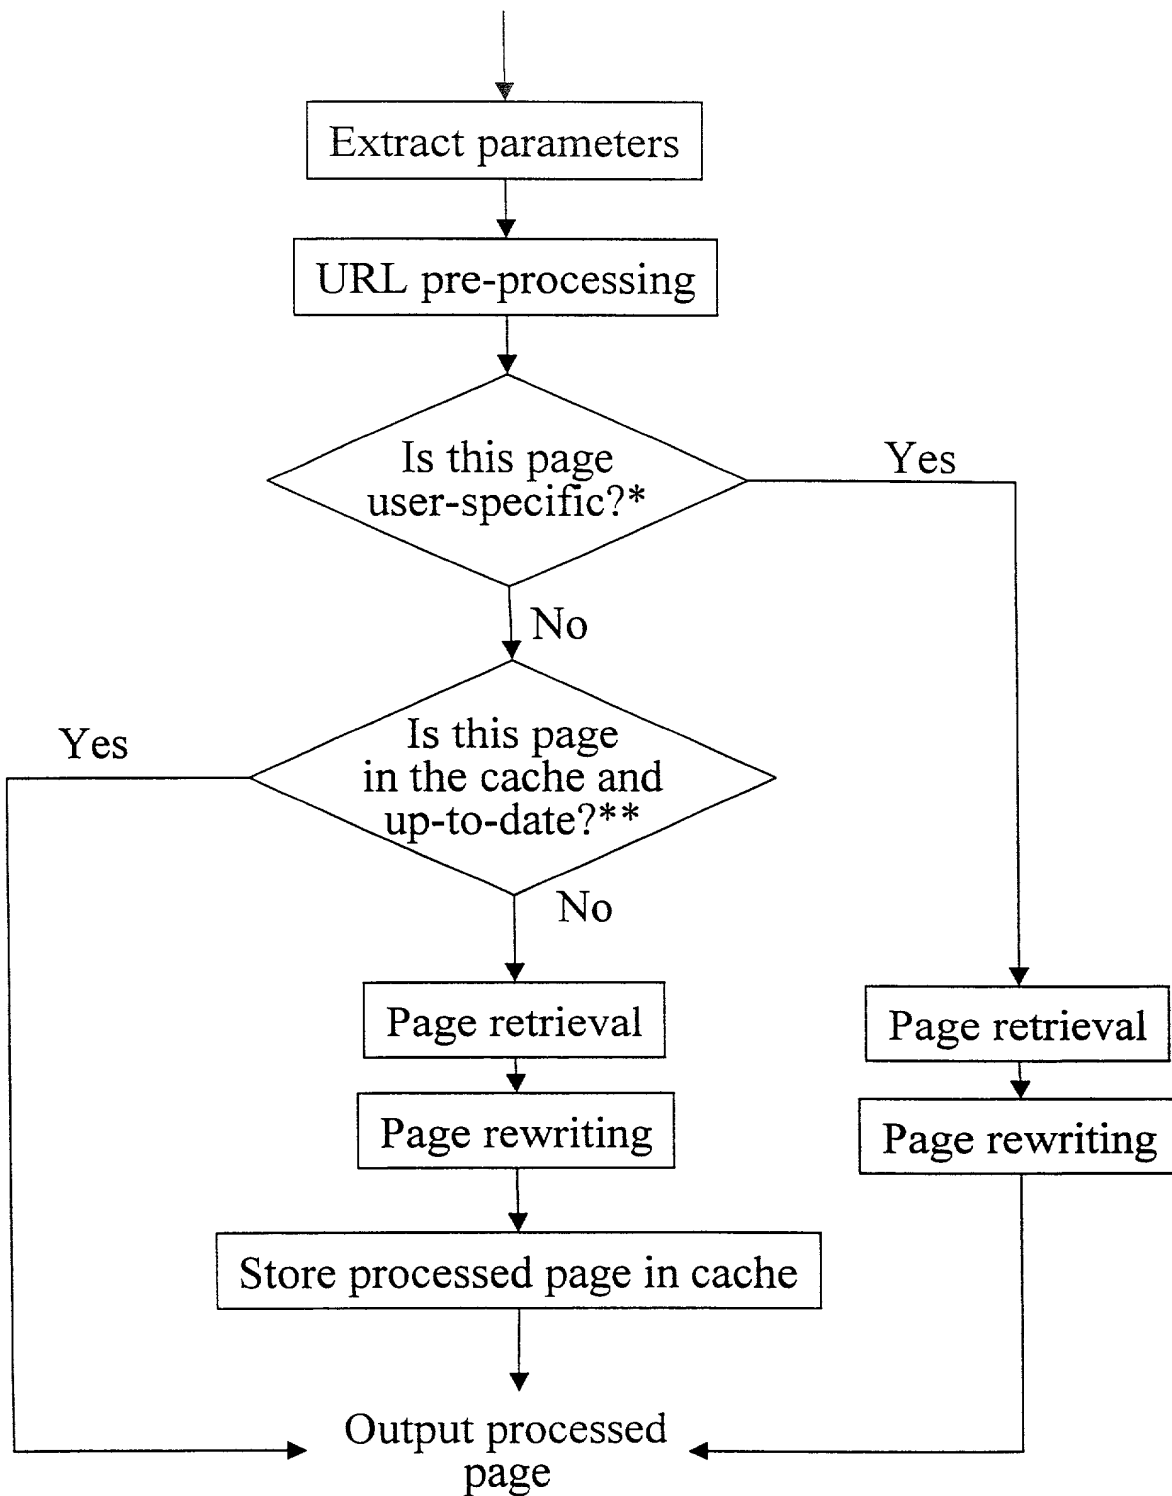 Extract parameters
URL pre-processing
Is this page
user-specific?*
Yes
No
Yes
Is this page
in the cache and
up-to-date?**
No
Page retrieval
Page retrieval
Page rewriting
Page rewriting
Store processed page in cache
Output processed
page